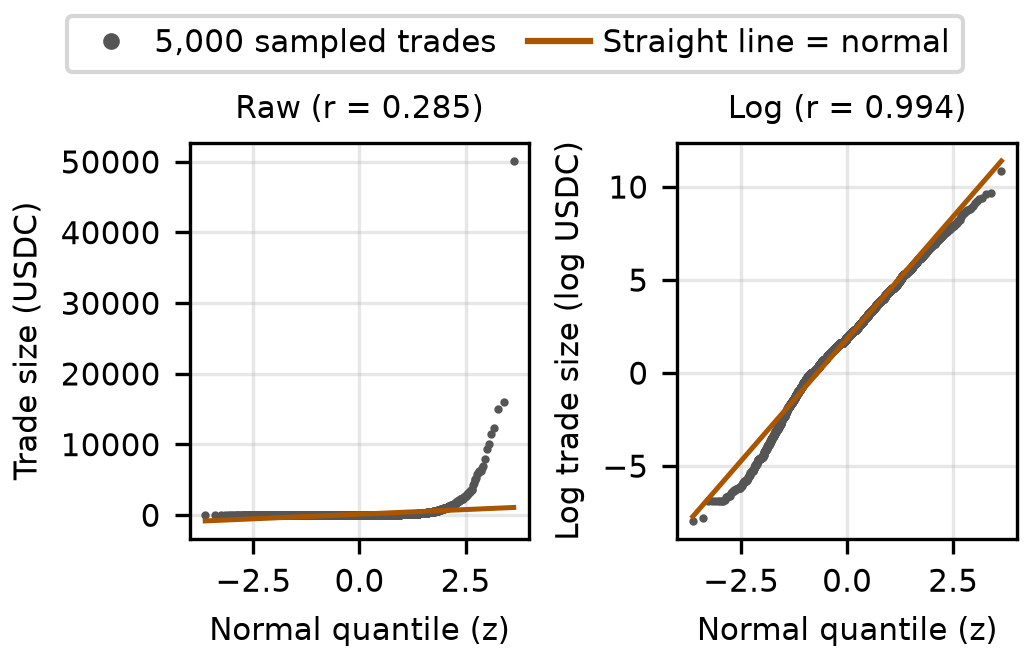 5,000 sampled trades
Straight line = normal
Raw (r = 0.285)
Trade size (USDC)
50000
40000
30000
20000
10000
0
−2.5
0.0
2.5
Normal quantile (z)
Log (r = 0.994)
Log trade size (log USDC)
10
5
0
−5
−2.5
0.0
2.5
Normal quantile (z)